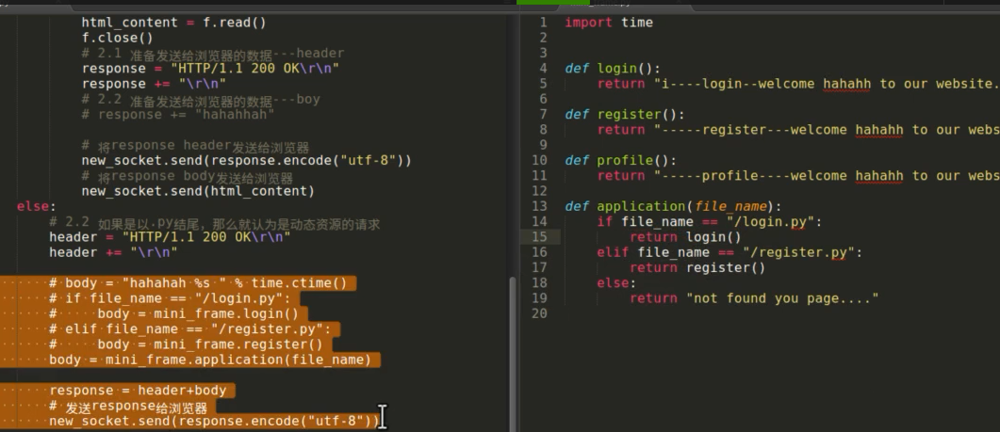 html_content = f.read()
f.close()
# 2.1 准备发送给浏览器的数据---header
response = "HTTP/1.1 200 OK\r\n"
response += "\r\n"
# 2.2 准备发送给浏览器的数据---boy
# response += "hahahhah"
# 将response header发送给浏览器
new_socket.send(response.encode("utf-8"))
# 将response body发送给浏览器
new_socket.send(html_content)
else:
# 2.2 如果是以.py结尾，那么就认为是动态资源的请求
header = "HTTP/1.1 200 OK\r\n"
header += "\r\n"
# body = "hahahah %s " % time.ctime()
# if file_name == "/login.py":
#     body = mini_frame.login()
# elif file_name == "/register.py":
#     body = mini_frame.register()
body = mini_frame.application(file_name)
response = header+body
# 发送response给浏览器
new_socket.send(response.encode("utf-8"))
1 import time
2
3
4 def login():
5 return "i----login--welcome hahahh to our website.
6
7 def register():
8 return "-----register---welcome hahahh to our webs
9
10 def profile():
11 return "-----profile----welcome hahahh to our webs
12
13 def application(file_name):
14 if file_name == "/login.py":
15 return login()
16 elif file_name == "/register.py":
17 return register()
18 else:
19 return "not found you page...."
20